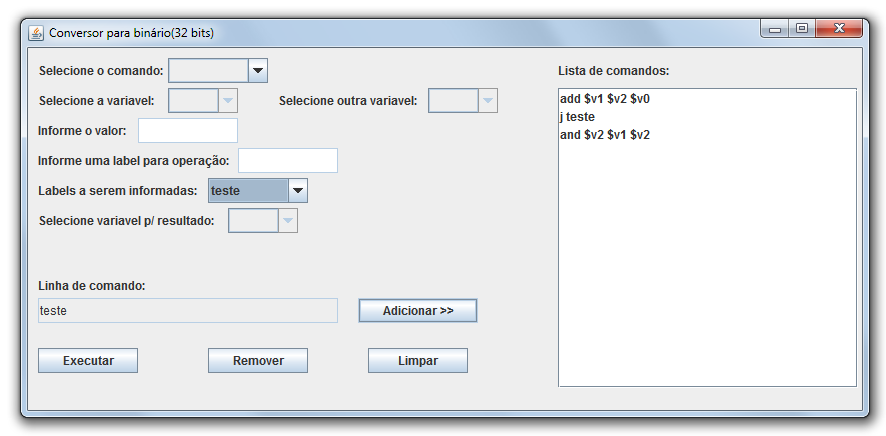 Conversor para binário(32 bits)
Selecione o comando:
Selecione a variavel:
Selecione outra variavel:
Informe o valor:
Informe uma label para operação:
Labels a serem informadas: teste
Selecione variavel p/ resultado:
Linha de comando:
teste
Adicionar >>
Executar
Remover
Limpar
Lista de comandos:
add $v1 $v2 $v0
j teste
and $v2 $v1 $v2